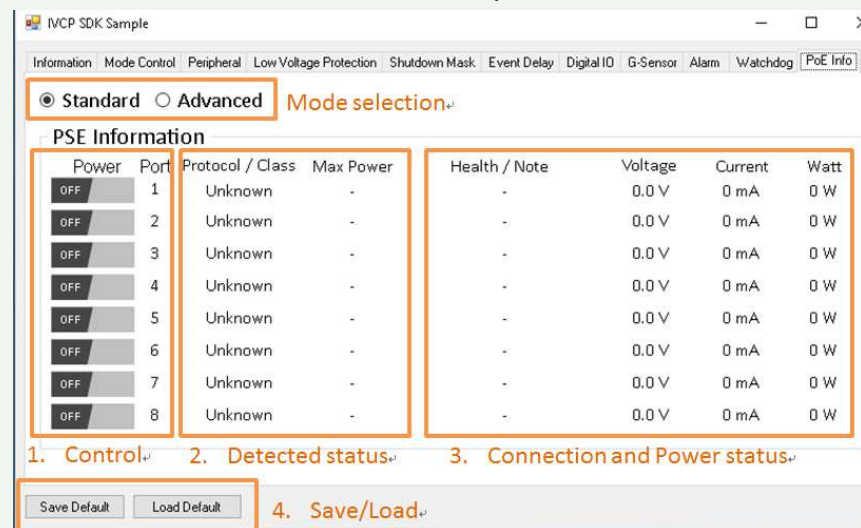 IVCP SDK Sample
Information Mode Control Peripheral Low Voltage Protection Shutdown Mask Event Delay Digital IO G-Sensor Alarm Watchdog PoE Info
Standard Advanced Mode selection
PSE Information
Power Port Protocol / Class Max Power Health / Note Voltage Current Watt
OFF 1 Unknown - - 0.0 V 0 mA 0 W
OFF 2 Unknown - - 0.0 V 0 mA 0 W
OFF 3 Unknown - - 0.0 V 0 mA 0 W
OFF 4 Unknown - - 0.0 V 0 mA 0 W
OFF 5 Unknown - - 0.0 V 0 mA 0 W
OFF 6 Unknown - - 0.0 V 0 mA 0 W
OFF 7 Unknown - - 0.0 V 0 mA 0 W
OFF 8 Unknown - - 0.0 V 0 mA 0 W
1. Control 2. Detected status 3. Connection and Power status
Save Default Load Default 4. Save/Load